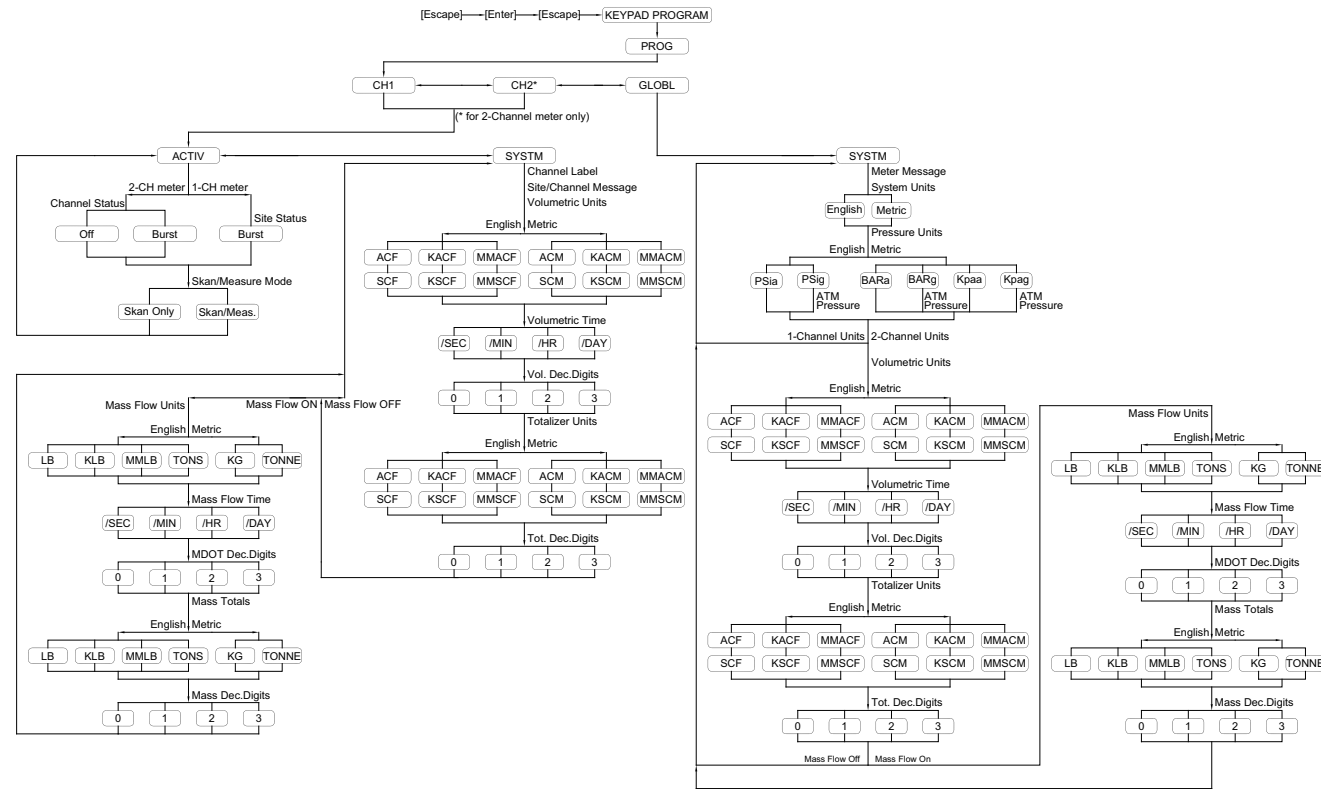 [Escape] [Enter] [Escape] KEYPAD PROGRAM
PROG
CH1 CH2* GLOBL
(* for 2-Channel meter only)
ACTIV
2-CH meter 1-CH meter
Channel Status
Site Status
Off Burst Burst
Skan/Measure Mode
Skan Only Skan/Meas.
SYSTM
Channel Label
Site/Channel Message
Volumetric Units
English Metric
ACF KACF MMACF ACM KACM MMACM
SCF KSCF MMSCF SCM KSCM MMSCM
Volumetric Time
/SEC /MIN /HR /DAY
Vol. Dec.Digits
0 1 2 3
Totalizer Units
English Metric
ACF KACF MMACF ACM KACM MMACM
SCF KSCF MMSCF SCM KSCM MMSCM
Tot. Dec.Digits
0 1 2 3
Mass Flow ON Mass Flow OFF
Mass Flow Units
English Metric
LB KLB MMLB TONS KG TONNE
Mass Flow Time
/SEC /MIN /HR /DAY
MDOT Dec.Digits
0 1 2 3
Mass Totals
English Metric
LB KLB MMLB TONS KG TONNE
Mass Dec.Digits
0 1 2 3
SYSTM
Meter Message
System Units
English Metric
Pressure Units
English Metric
PSia PSig BARa BARg Kpaa Kpag
ATM ATM ATM
Pressure Pressure Pressure
1-Channel Units 2-Channel Units
Volumetric Units
English Metric
ACF KACF MMACF ACM KACM MMACM
SCF KSCF MMSCF SCM KSCM MMSCM
Volumetric Time
/SEC /MIN /HR /DAY
Vol. Dec.Digits
0 1 2 3
Totalizer Units
English Metric
ACF KACF MMACF ACM KACM MMACM
SCF KSCF MMSCF SCM KSCM MMSCM
Tot. Dec.Digits
0 1 2 3
Mass Flow Off Mass Flow On
Mass Flow Units
English Metric
LB KLB MMLB TONS KG TONNE
Mass Flow Time
/SEC /MIN /HR /DAY
MDOT Dec.Digits
0 1 2 3
Mass Totals
English Metric
LB KLB MMLB TONS KG TONNE
Mass Dec.Digits
0 1 2 3